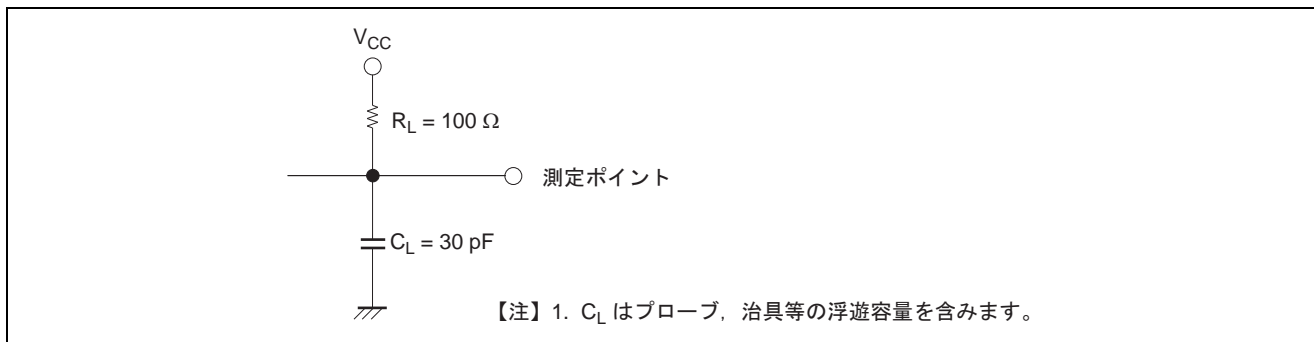 VCC
RL = 100 Ω
測定ポイント
CL = 30 pF
【注】1. CL はプローブ，治具等の浮遊容量を含みます。